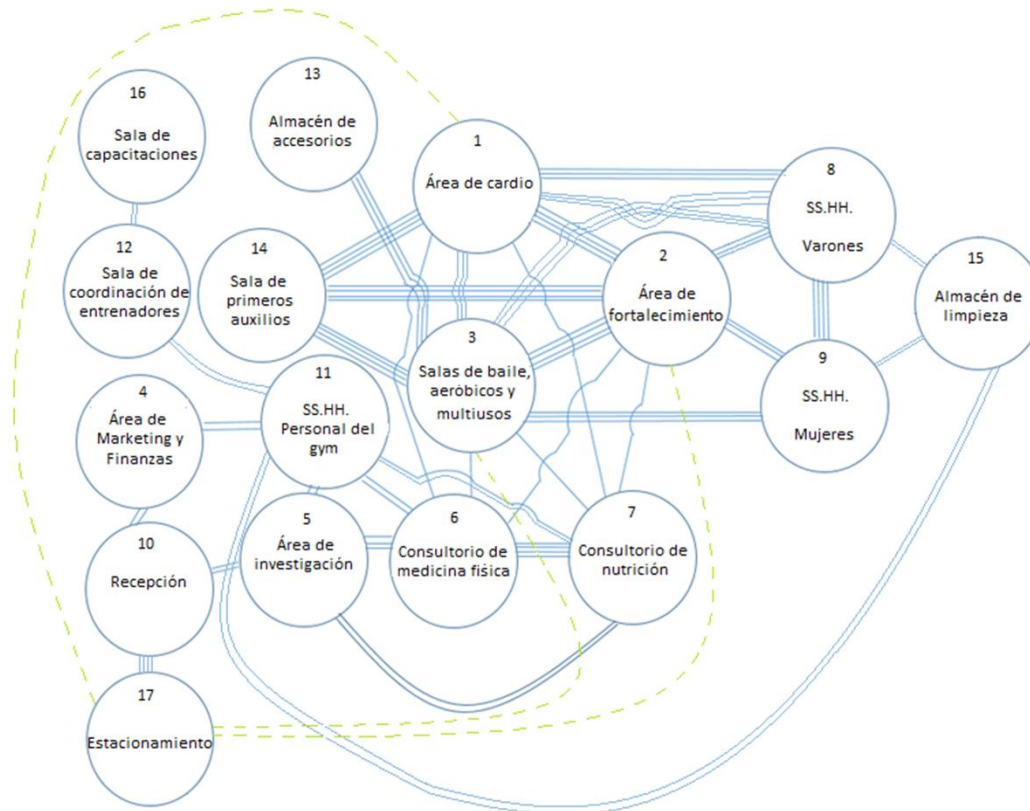 16
Sala de
capacitaciones
13
Almacén de
accesorios
1
Área de cardio
8
SS.HH.
Varones
12
Sala de
coordinación de
entrenadores
14
Sala de
primeros
auxilios
2
Área de
fortalecimiento
15
Almacén de
limpieza
3
Salas de baile,
aeróbicos y
multiusos
9
SS.HH.
Mujeres
4
Área de
Marketing y
Finanzas
11
SS.HH.
Personal del
gym
10
Recepción
5
Área de
investigación
6
Consultorio de
medicina física
7
Consultorio de
nutrición
17
Estacionamiento